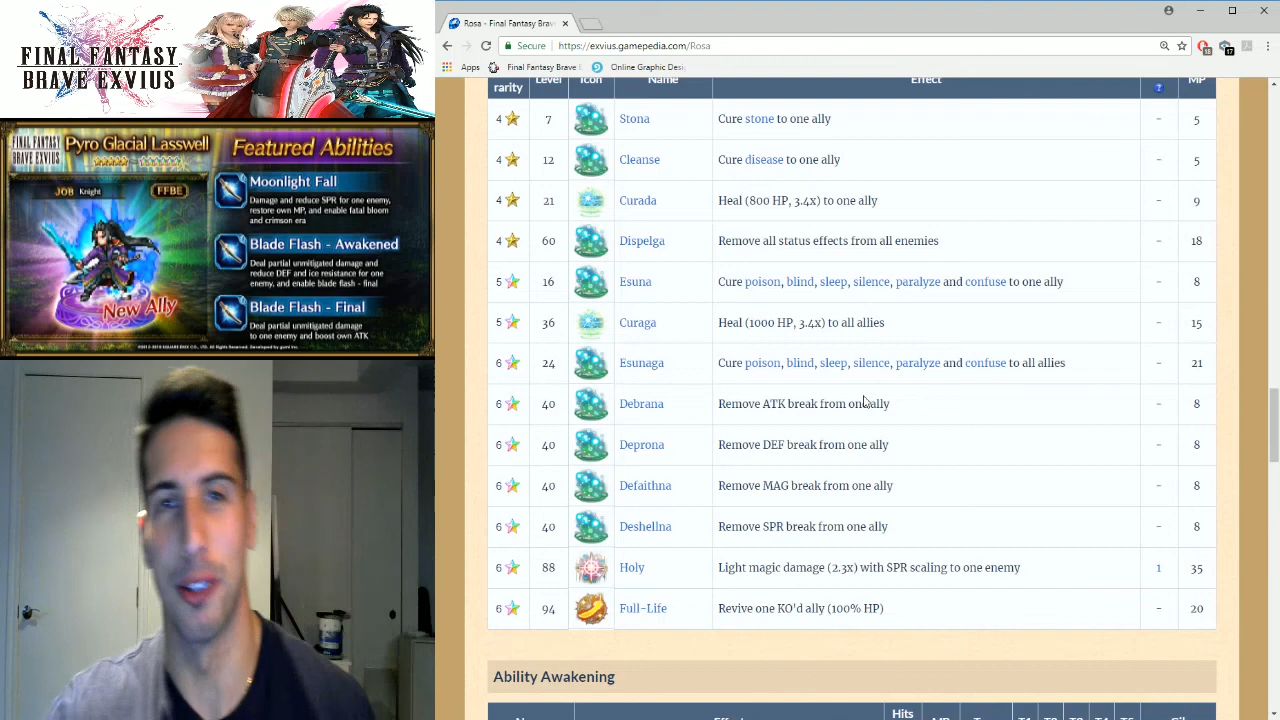 FINAL FANTASY
BRAVE EXVIUS
FINAL FANTASY
BRAVE EXVIUS
Pyro Glacial Lasswell
JOB Knight
FFBE
New Ally
Featured Abilities
Moonlight Fall
Damage and reduce SPR for one enemy,
restore own MP, and enable fatal bloom
and crimson era
Blade Flash - Awakened
Deal partial unmitigated damage and
reduce DEF and ice resistance for one
enemy, and enable blade flash - final
Blade Flash - Final
Deal partial unmitigated damage
to one enemy and boost own ATK
Rosa - Final Fantasy Brav
Secure https://exvius.gamepedia.com/Rosa
Apps Final Fantasy Brave E Online Graphic Desi
rarity Level Icon Name Effect MP
4 7 Stona Cure stone to one ally - 5
4 12 Cleanse Cure disease to one ally - 5
4 21 Curada Heal (800 HP, 3.4x) to one ally - 9
4 60 Dispelga Remove all status effects from all enemies - 18
5 16 Esuna Cure poison, blind, sleep, silence, paralyze and confuse to one ally - 8
5 36 Curaga Heal (1000 HP, 3.2x) to all allies - 15
6 24 Esunaga Cure poison, blind, sleep, silence, paralyze and confuse to all allies - 21
6 40 Debrana Remove ATK break from one ally - 8
6 40 Deprona Remove DEF break from one ally - 8
6 40 Defaithna Remove MAG break from one ally - 8
6 40 Deshellna Remove SPR break from one ally - 8
6 88 Holy Light magic damage (2.3x) with SPR scaling to one enemy 1 35
6 94 Full-Life Revive one KO'd ally (100% HP) - 20
Ability Awakening
Hits